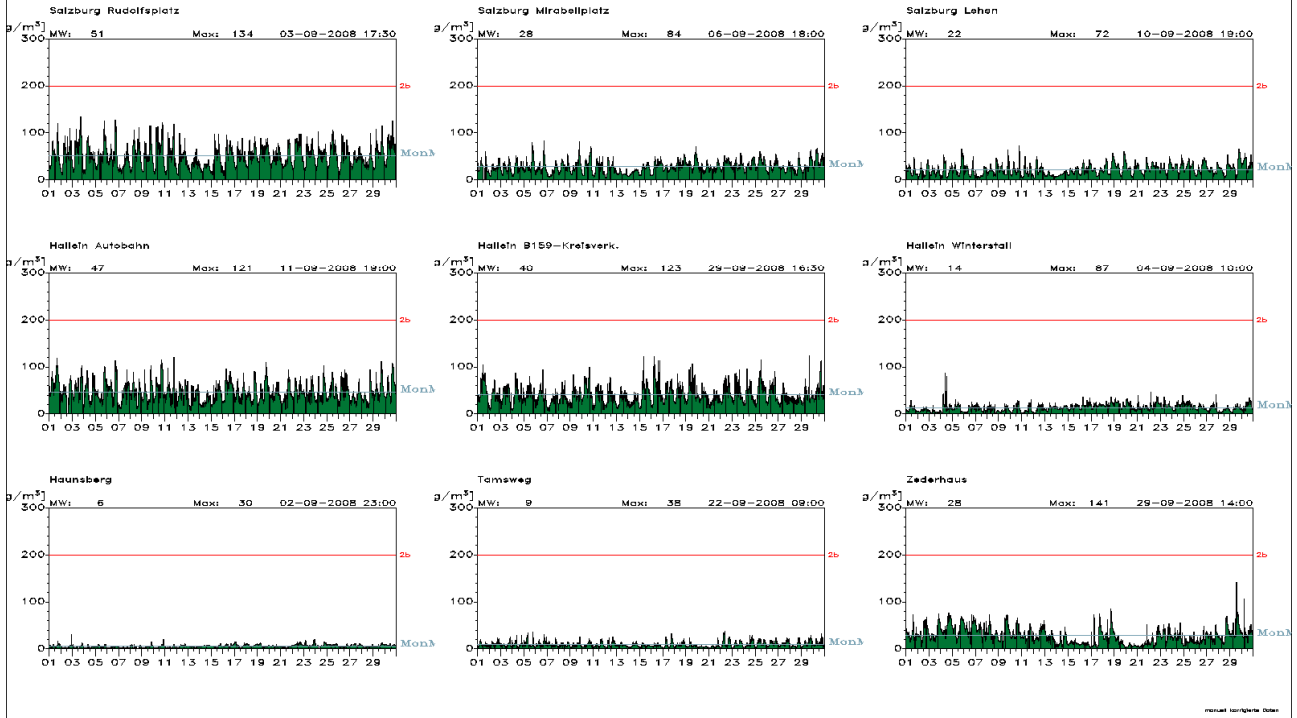 Salzburg Rudolfsplatz Salzburg Mirabellplatz Salzburg Lehen
g/m³] MW: 51 Max: 134 03-09-2008 17:30 g/m³] MW: 28 Max: 84 06-09-2008 18:00 g/m³] MW: 22 Max: 72 10-09-2008 19:00
300 300 300
200 2b 200 2b 200 2b
100 100 100
MonM MonM MonM
0 0 0
01 03 05 07 09 11 13 15 17 19 21 23 25 27 29 01 03 05 07 09 11 13 15 17 19 21 23 25 27 29 01 03 05 07 09 11 13 15 17 19 21 23 25 27 29
Hallein Autobahn Hallein B159-Kreisverk. Hallein Winterstall
g/m³] MW: 47 Max: 121 11-09-2008 19:00 g/m³] MW: 40 Max: 123 29-09-2008 16:30 g/m³] MW: 14 Max: 87 04-09-2008 10:00
300 300 300
200 2b 200 2b 200 2b
100 100 100
MonM MonM MonM
0 0 0
01 03 05 07 09 11 13 15 17 19 21 23 25 27 29 01 03 05 07 09 11 13 15 17 19 21 23 25 27 29 01 03 05 07 09 11 13 15 17 19 21 23 25 27 29
Haunsberg Tamsweg Zederhaus
g/m³] MW: 6 Max: 30 02-09-2008 23:00 g/m³] MW: 9 Max: 38 22-09-2008 09:00 g/m³] MW: 28 Max: 141 29-09-2008 14:00
300 300 300
200 2b 200 2b 200 2b
100 100 100
MonM MonM MonM
0 0 0
01 03 05 07 09 11 13 15 17 19 21 23 25 27 29 01 03 05 07 09 11 13 15 17 19 21 23 25 27 29 01 03 05 07 09 11 13 15 17 19 21 23 25 27 29
manuell korrigierte Daten